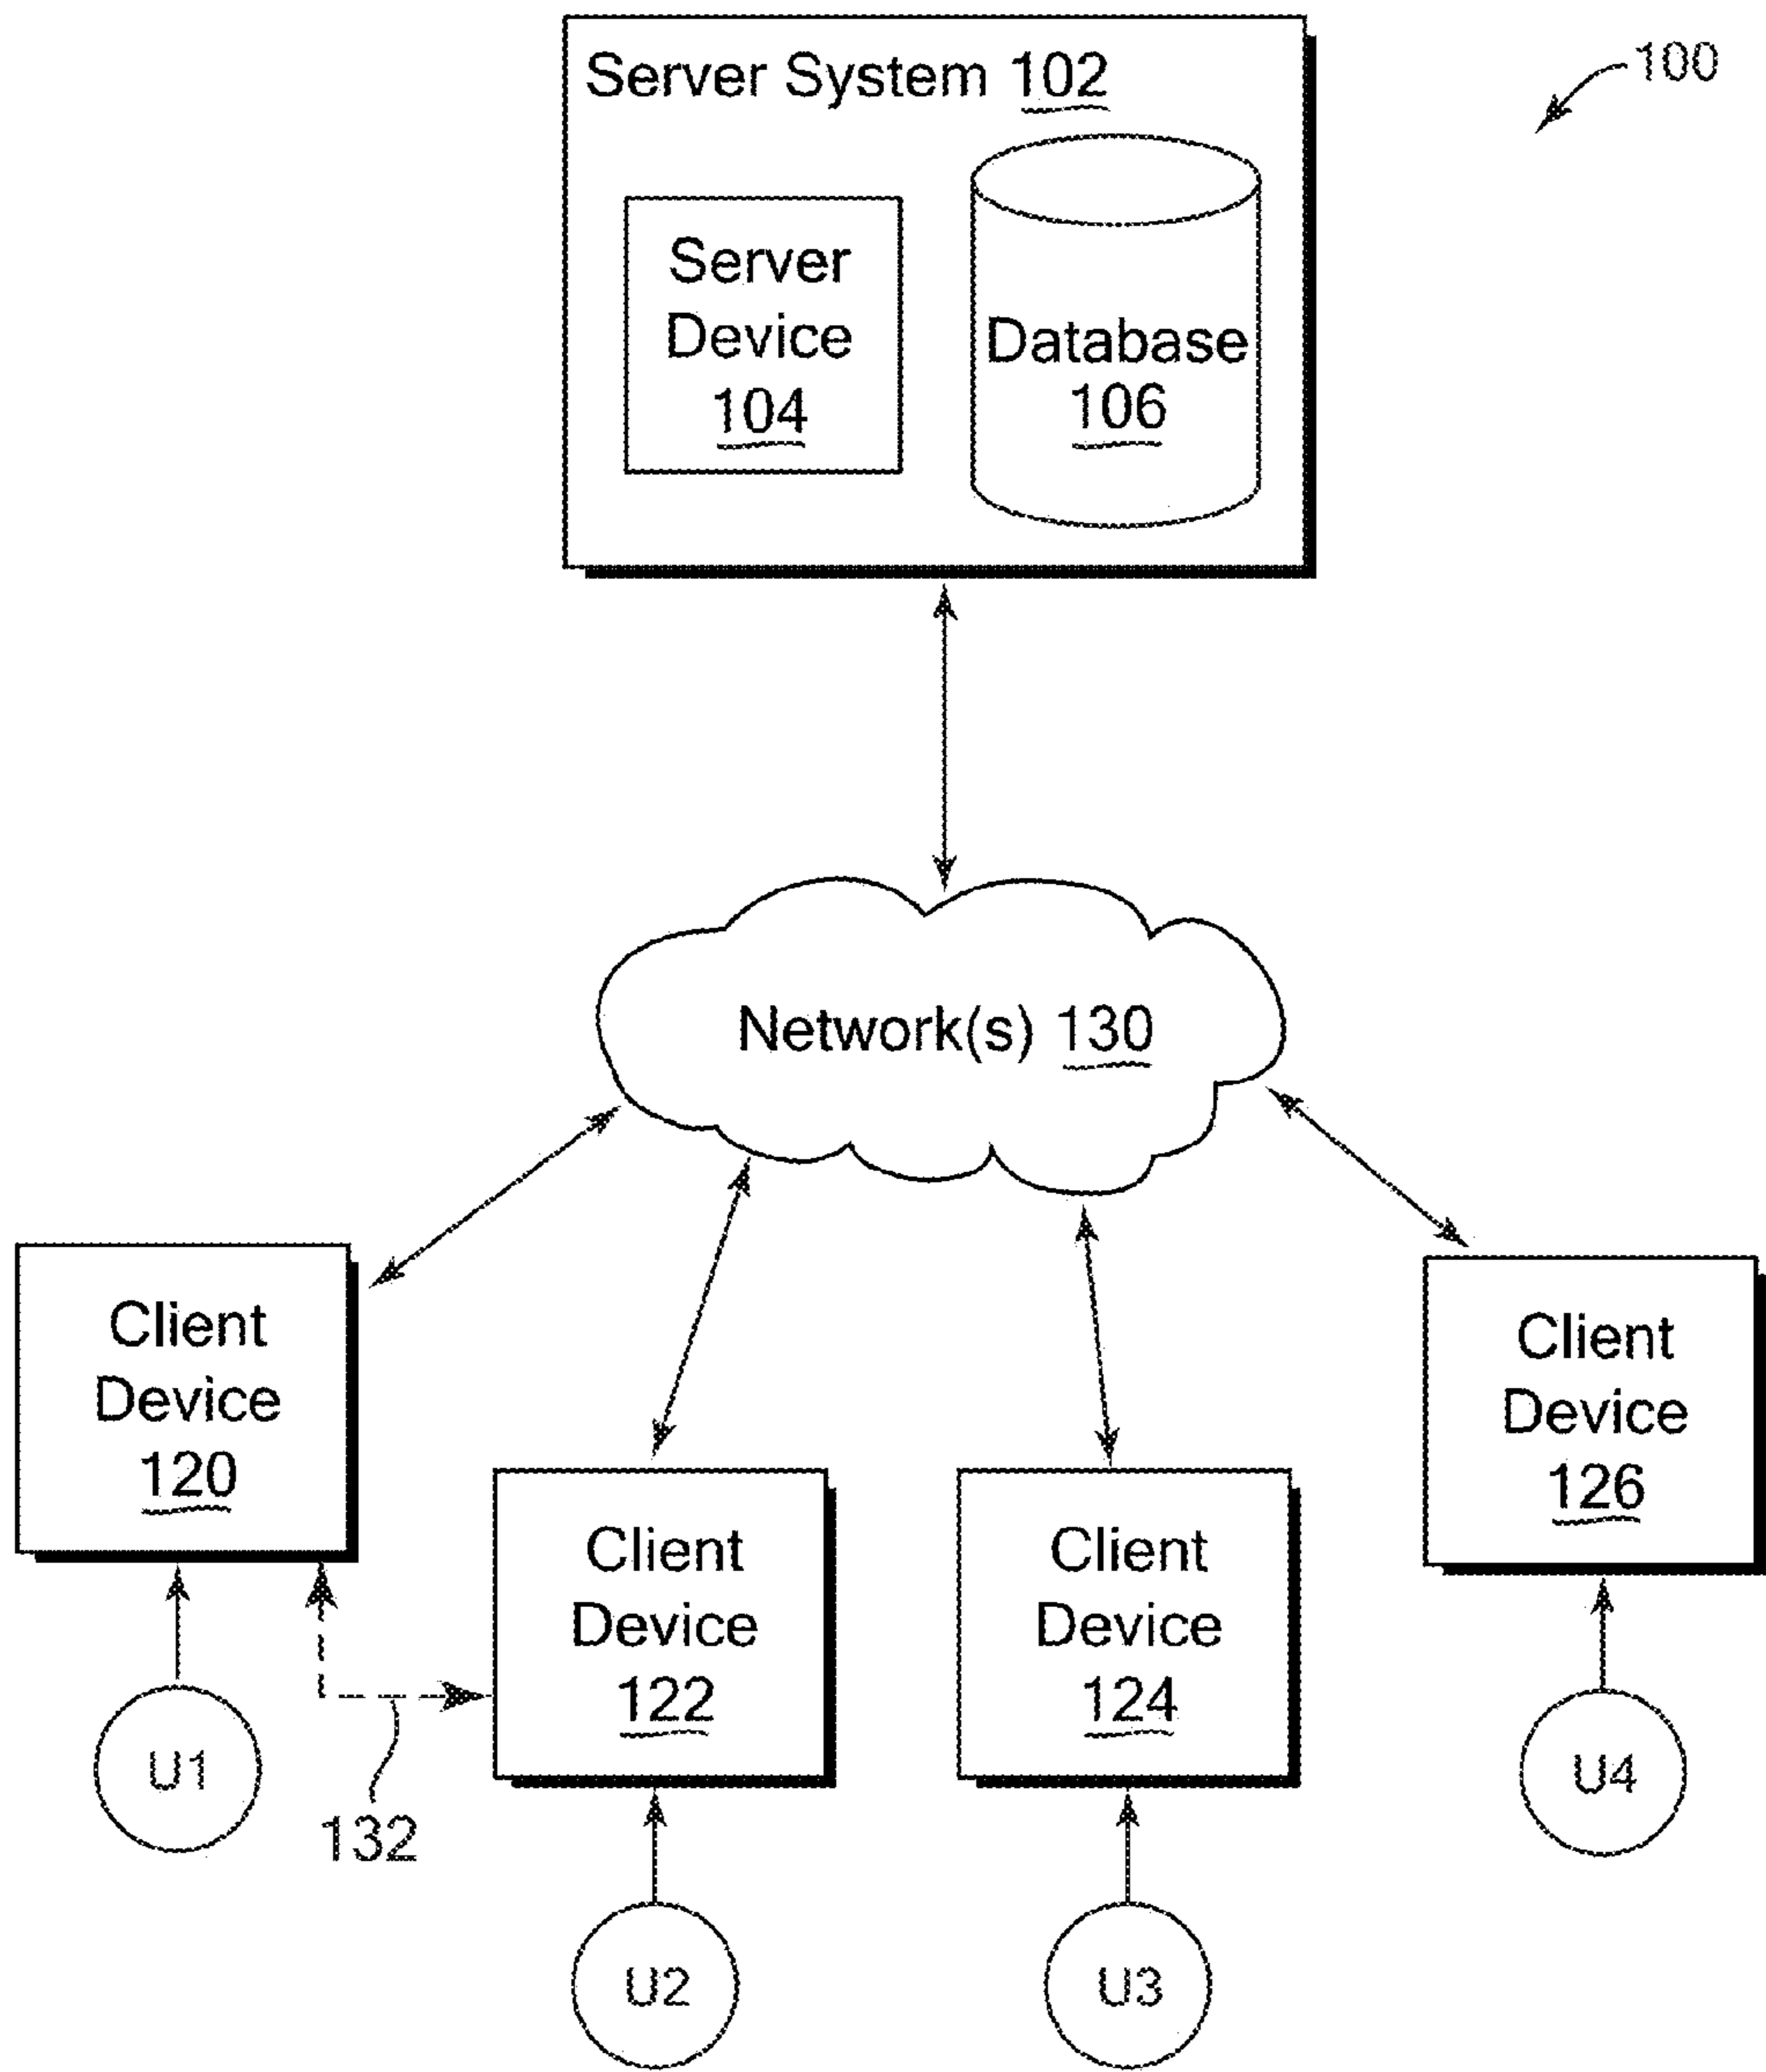 Server System 102
100
Server
Device
104
Database
106
Network(s) 130
Client
Device
120
Client
Device
122
Client
Device
124
Client
Device
126
U1
132
U2
U3
U4